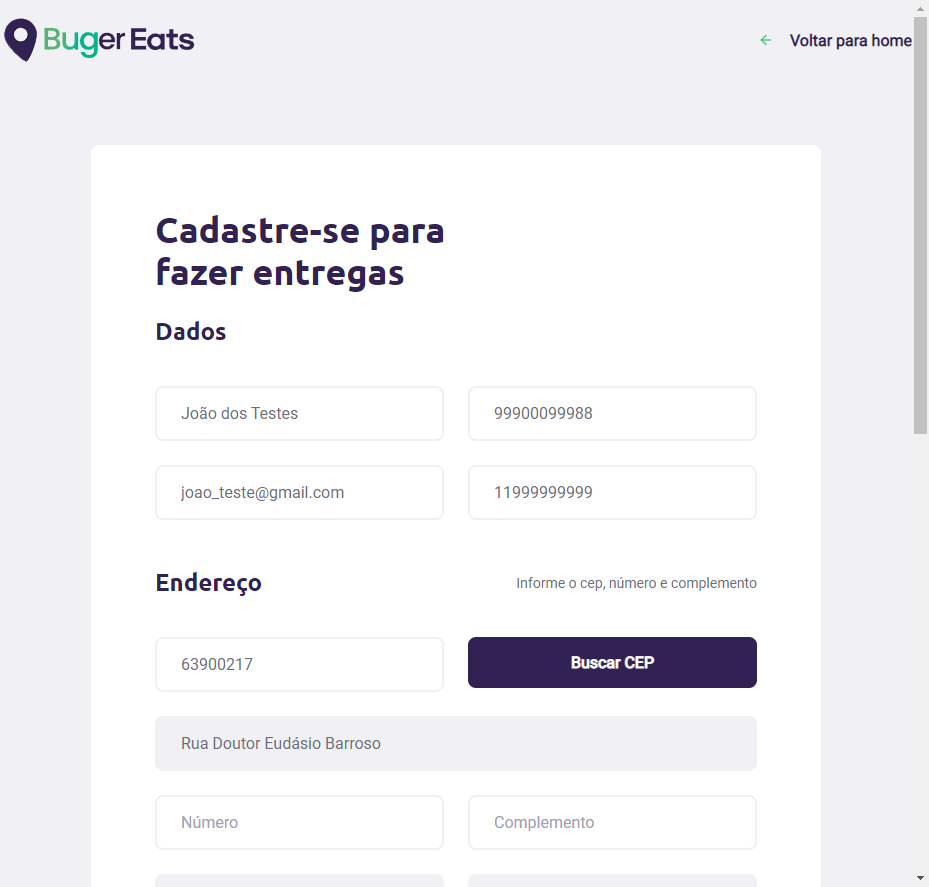 Buger Eats
Voltar para home
Cadastre-se para
fazer entregas
Dados
João dos Testes
99900099988
joao_teste@gmail.com
11999999999
Endereço
Informe o cep, número e complemento
63900217
Buscar CEP
Rua Doutor Eudásio Barroso
Número
Complemento